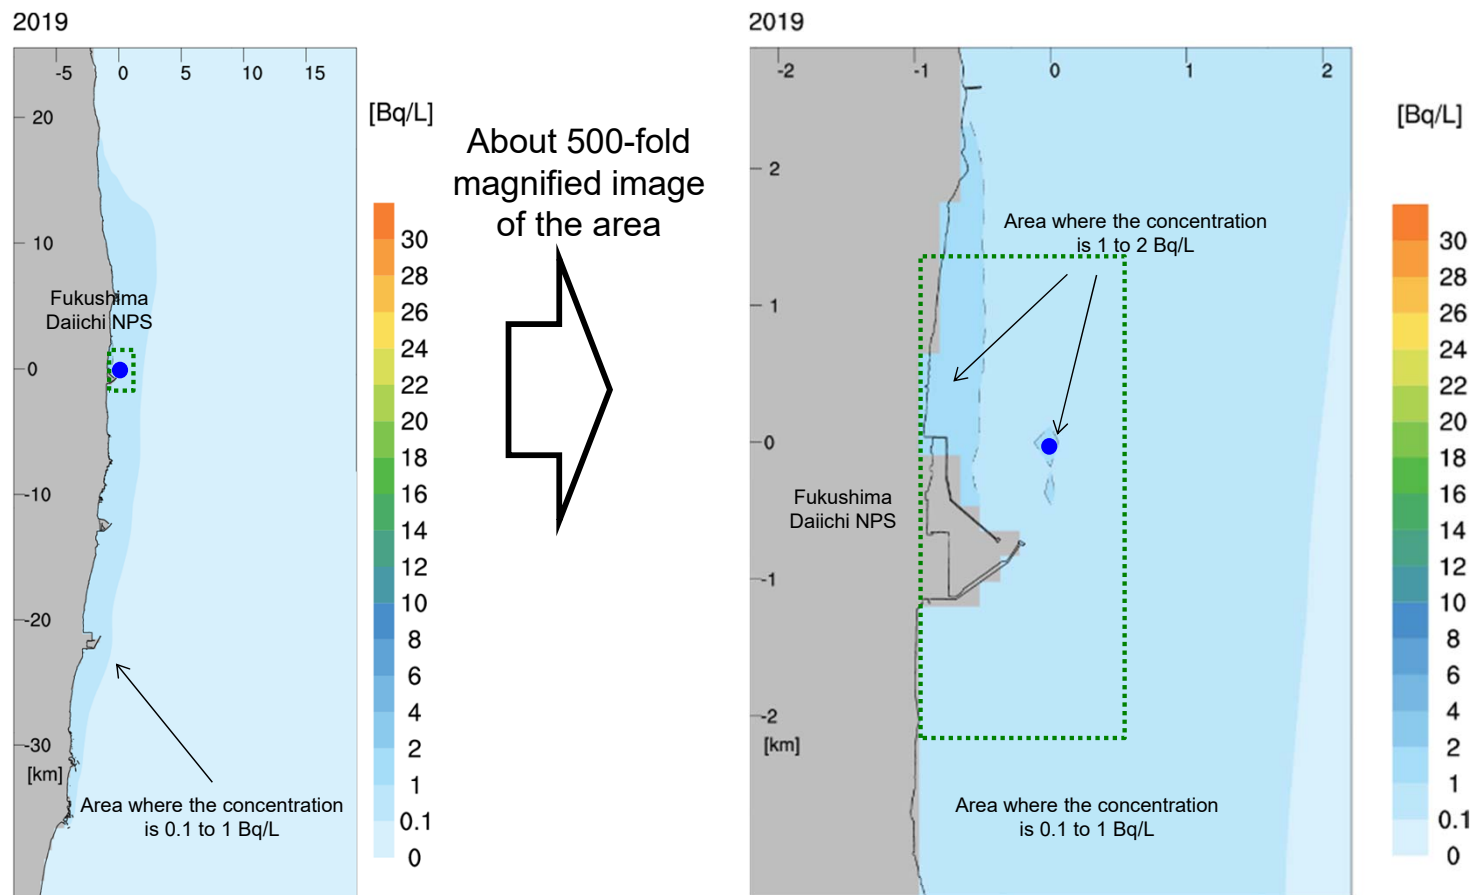 2019
-5 0 5 10 15
20
10
0
-10
-20
-30
[km]
Fukushima
Daiichi NPS
Area where the concentration
is 0.1 to 1 Bq/L
[Bq/L]
30
28
26
24
22
20
18
16
14
12
10
8
6
4
2
1
0.1
0
About 500-fold
magnified image
of the area
2019
-2 -1 0 1 2
2
1
0
-1
-2
[km]
Area where the concentration
is 1 to 2 Bq/L
Fukushima
Daiichi NPS
Area where the concentration
is 0.1 to 1 Bq/L
[Bq/L]
30
28
26
24
22
20
18
16
14
12
10
8
6
4
2
1
0.1
0